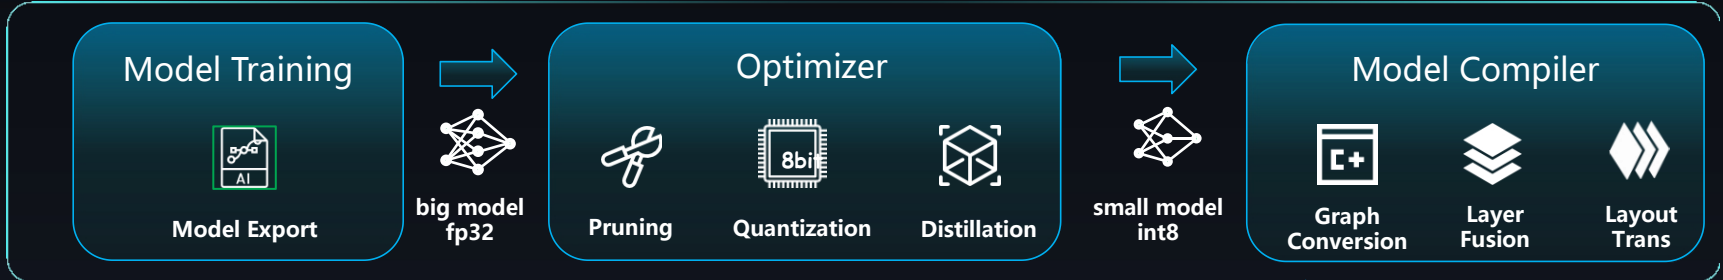 Model Training
AI
Model Export
big model
fp32
Optimizer
8bit
Pruning
Quantization
Distillation
small model
int8
Model Compiler
C+
Graph
Conversion
Layer
Fusion
Layout
Trans